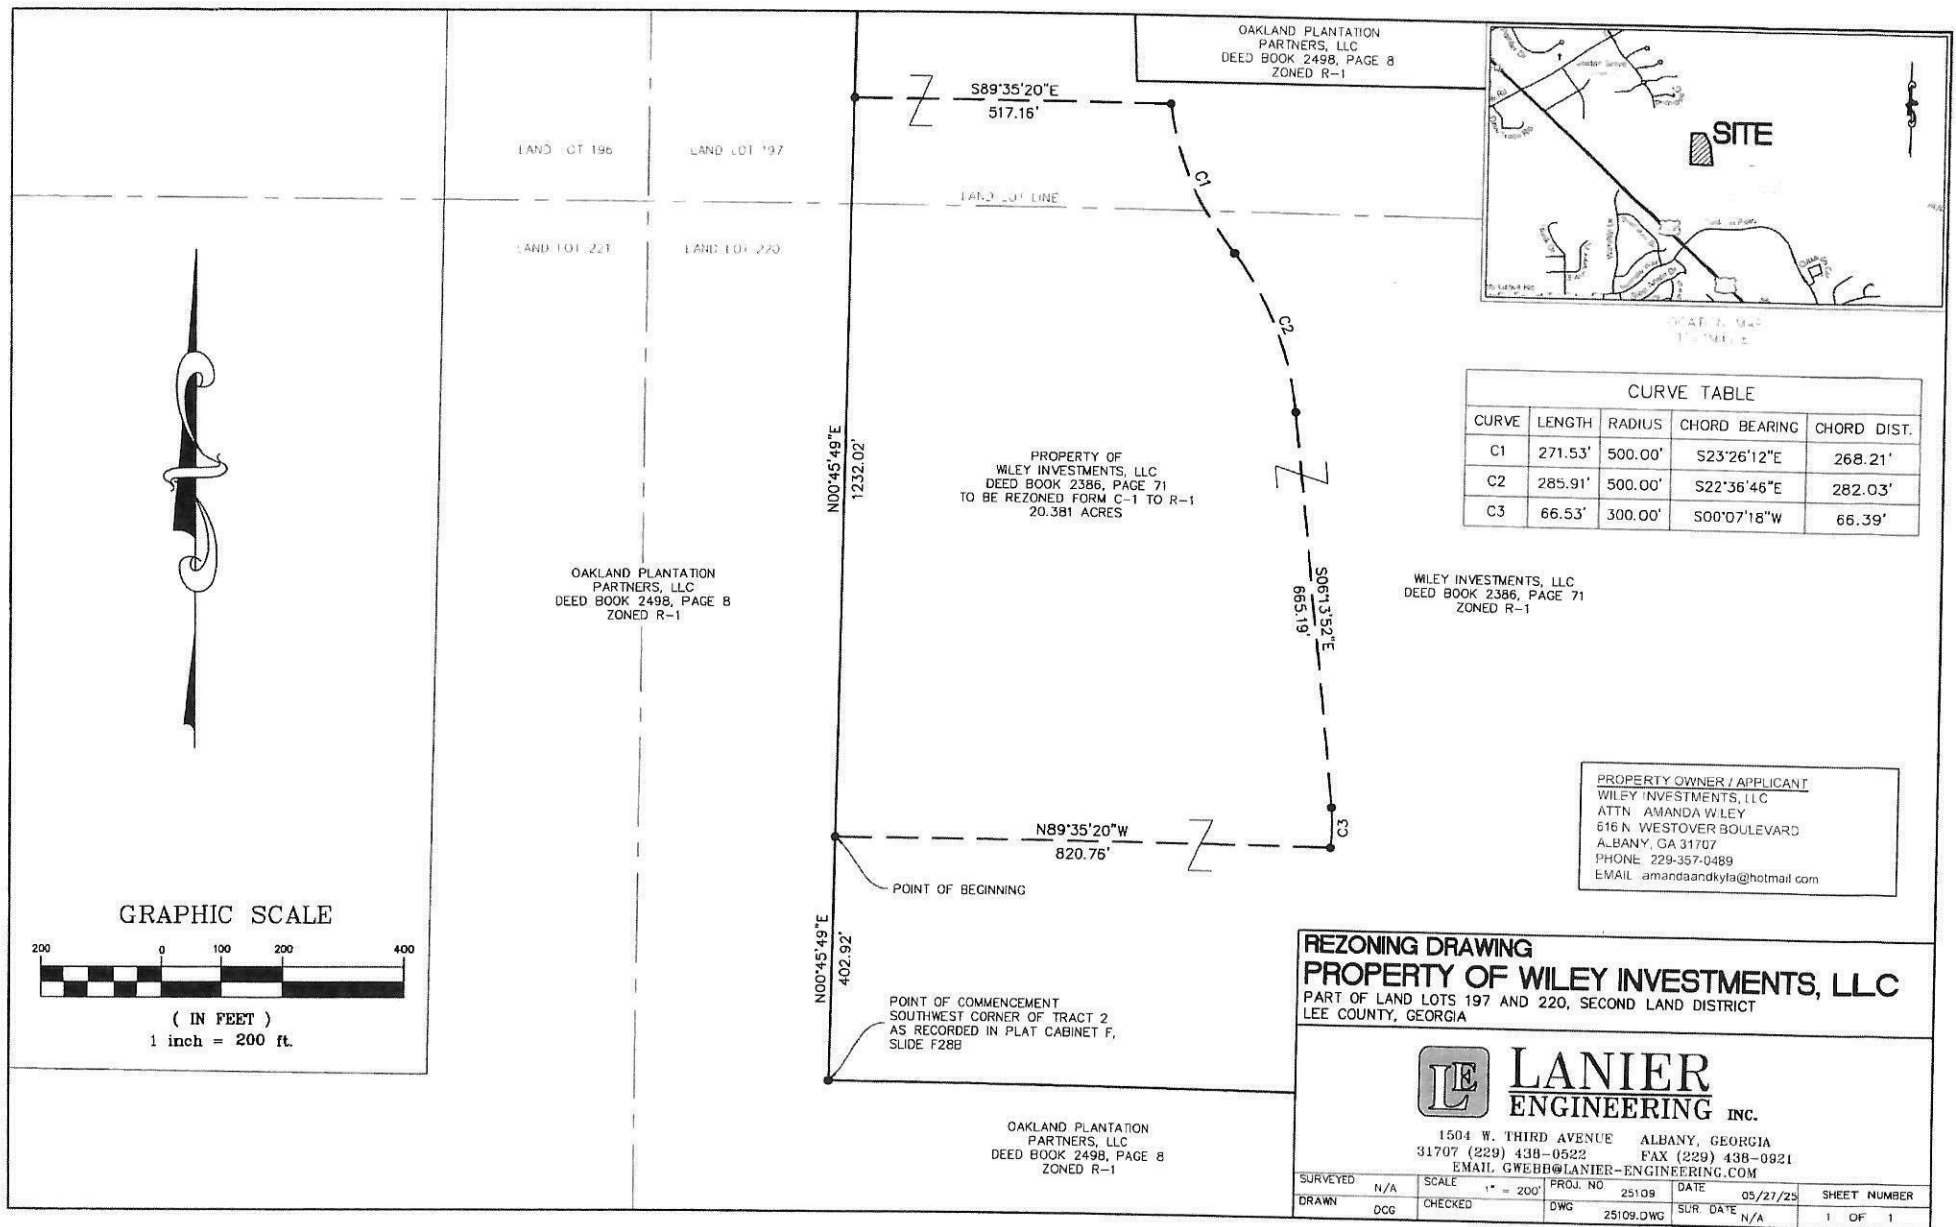 OAKLAND PLANTATION
PARTNERS, LLC
DEED BOOK 2498, PAGE 8
ZONED R-1
SITE
S89°35'20"E
517.16'
LAND LOT 196
LAND LOT 197
C1
LAND LOT LINE
LAND LOT 221
LAND LOT 220
C2
LOCATION MAP
CURVE TABLE
CURVE LENGTH RADIUS CHORD BEARING CHORD DIST.
C1 271.53' 500.00' S23°26'12"E 268.21'
C2 285.91' 500.00' S22°36'46"E 282.03'
C3 66.53' 300.00' S00°07'18"W 66.39'
N00°45'49"E
1232.02'
PROPERTY OF
WILEY INVESTMENTS, LLC
DEED BOOK 2386, PAGE 71
TO BE REZONED FORM C-1 TO R-1
20.381 ACRES
OAKLAND PLANTATION
PARTNERS, LLC
DEED BOOK 2498, PAGE 8
ZONED R-1
S06°13'52"E
665.19'
WILEY INVESTMENTS, LLC
DEED BOOK 2386, PAGE 71
ZONED R-1
PROPERTY OWNER / APPLICANT
WILEY INVESTMENTS, LLC
ATTN AMANDA WILEY
616 N WESTOVER BOULEVARD
ALBANY, GA 31707
PHONE 229-357-0489
EMAIL amandaandkyla@hotmail com
C3
N89°35'20"W
820.76'
POINT OF BEGINNING
GRAPHIC SCALE
200 0 100 200 400
( IN FEET )
1 inch = 200 ft.
N00°45'49"E
402.92'
POINT OF COMMENCEMENT
SOUTHWEST CORNER OF TRACT 2
AS RECORDED IN PLAT CABINET F,
SLIDE F28B
OAKLAND PLANTATION
PARTNERS, LLC
DEED BOOK 2498, PAGE 8
ZONED R-1
REZONING DRAWING
PROPERTY OF WILEY INVESTMENTS, LLC
PART OF LAND LOTS 197 AND 220, SECOND LAND DISTRICT
LEE COUNTY, GEORGIA
LE
LANIER
ENGINEERING INC.
1504 W. THIRD AVENUE ALBANY, GEORGIA
31707 (229) 438-0522 FAX (229) 438-0921
EMAIL GWEBB@LANIER-ENGINEERING.COM
SURVEYED N/A SCALE 1" = 200' PROJ. NO 25109 DATE 05/27/25 SHEET NUMBER
DRAWN DCG CHECKED DWG 25109.DWG SUR. DATE N/A 1 OF 1